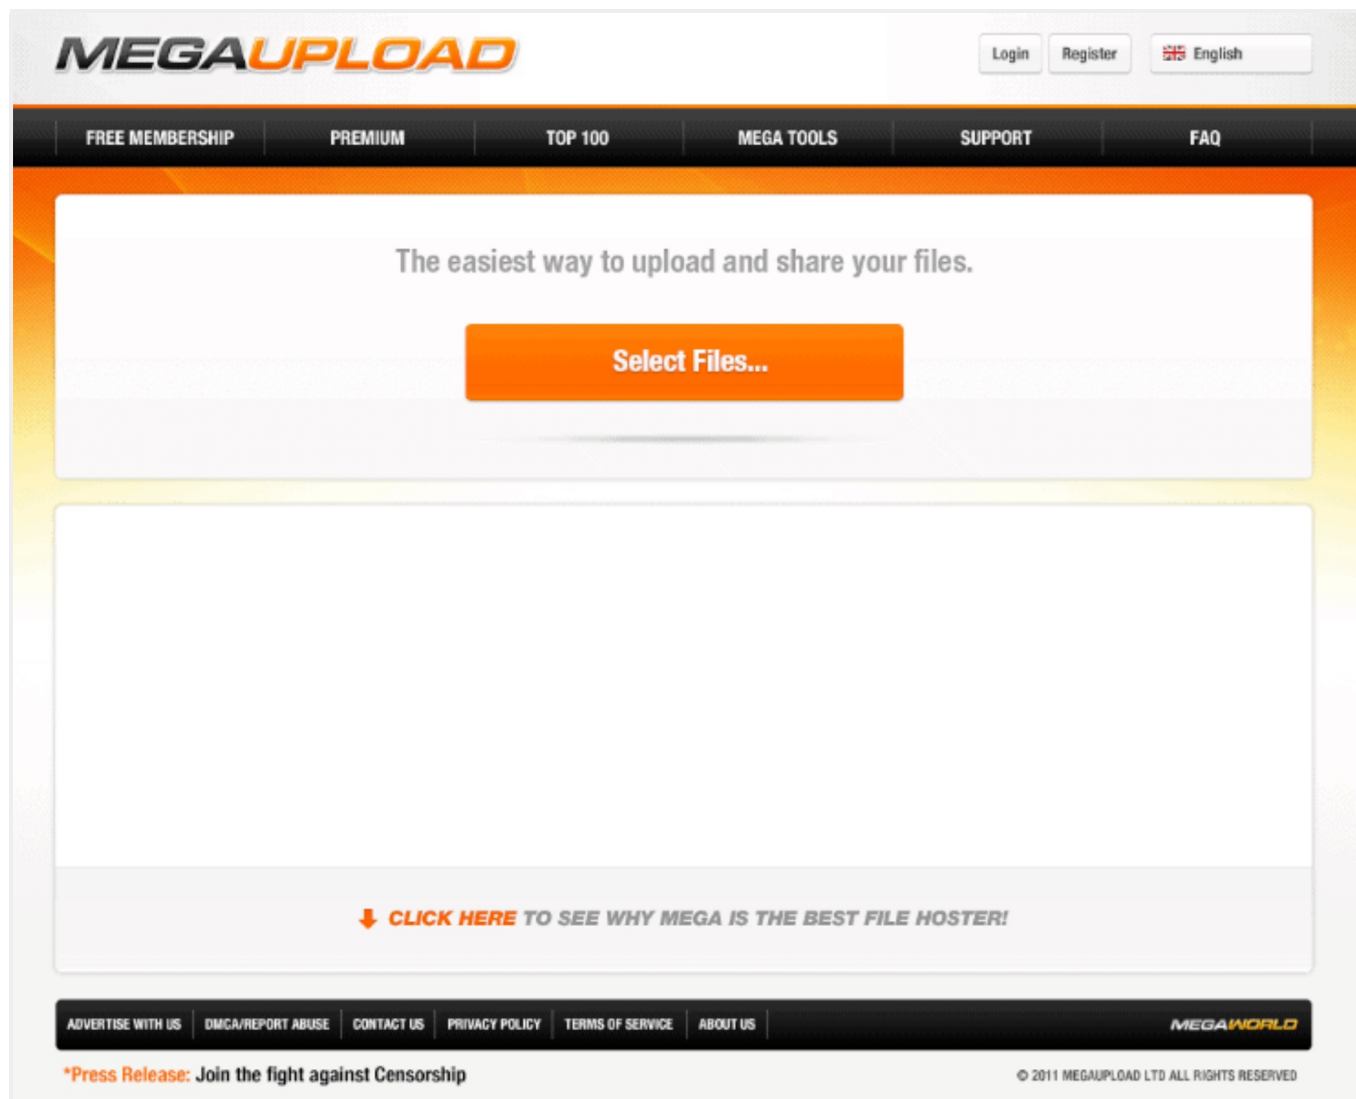 MEGAUPLOAD
Login Register English
FREE MEMBERSHIP PREMIUM TOP 100 MEGA TOOLS SUPPORT FAQ
The easiest way to upload and share your files.
Select Files...
CLICK HERE TO SEE WHY MEGA IS THE BEST FILE HOSTER!
ADVERTISE WITH US DMCA/REPORT ABUSE CONTACT US PRIVACY POLICY TERMS OF SERVICE ABOUT US MEGAWORLD
*Press Release: Join the fight against Censorship © 2011 MEGAUPLOAD LTD ALL RIGHTS RESERVED